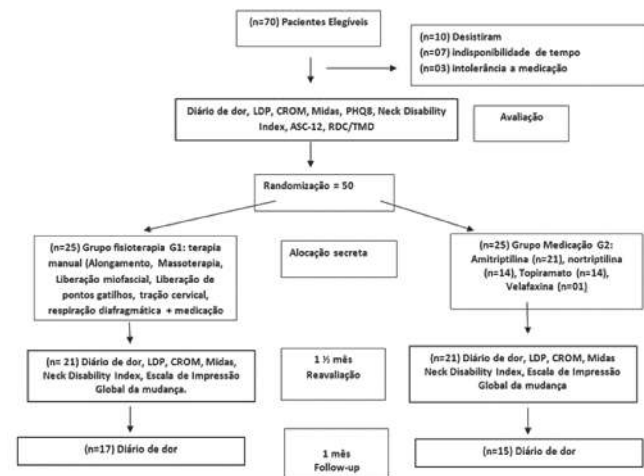 (n=70) Pacientes Elegíveis
(n=10) Desistiram
(n=07) indisponibilidade de tempo
(n=03) intolerância a medicação
Diário de dor, LDP, CROM, Midas, PHQ8, Neck Disability
Index, ASC-12, RDC/TMD
Avaliação
Randomização = 50
(n=25) Grupo fisioterapia G1: terapia
manual (Alongamento, Massoterapia,
Liberação miofascial, Liberação de
pontos gatilhos, tração cervical,
respiração diafragmática + medicação
Alocação secreta
(n=25) Grupo Medicação G2:
Amitriptilina (n=21), nortriptilina
(n=14), Topiramato (n=14),
Velafaxina (n=01)
(n= 21) Diário de dor, LDP, CROM, Midas,
Neck Disability Index, Escala de Impressão
Global da mudança.
1 ½ mês
Reavaliação
(n=21) Diário de dor, LDP, CROM, Midas
Neck Disability Index, Escala de Impressão
Global da mudança
(n=17) Diário de dor
1 mês
Follow-up
(n=15) Diário de dor